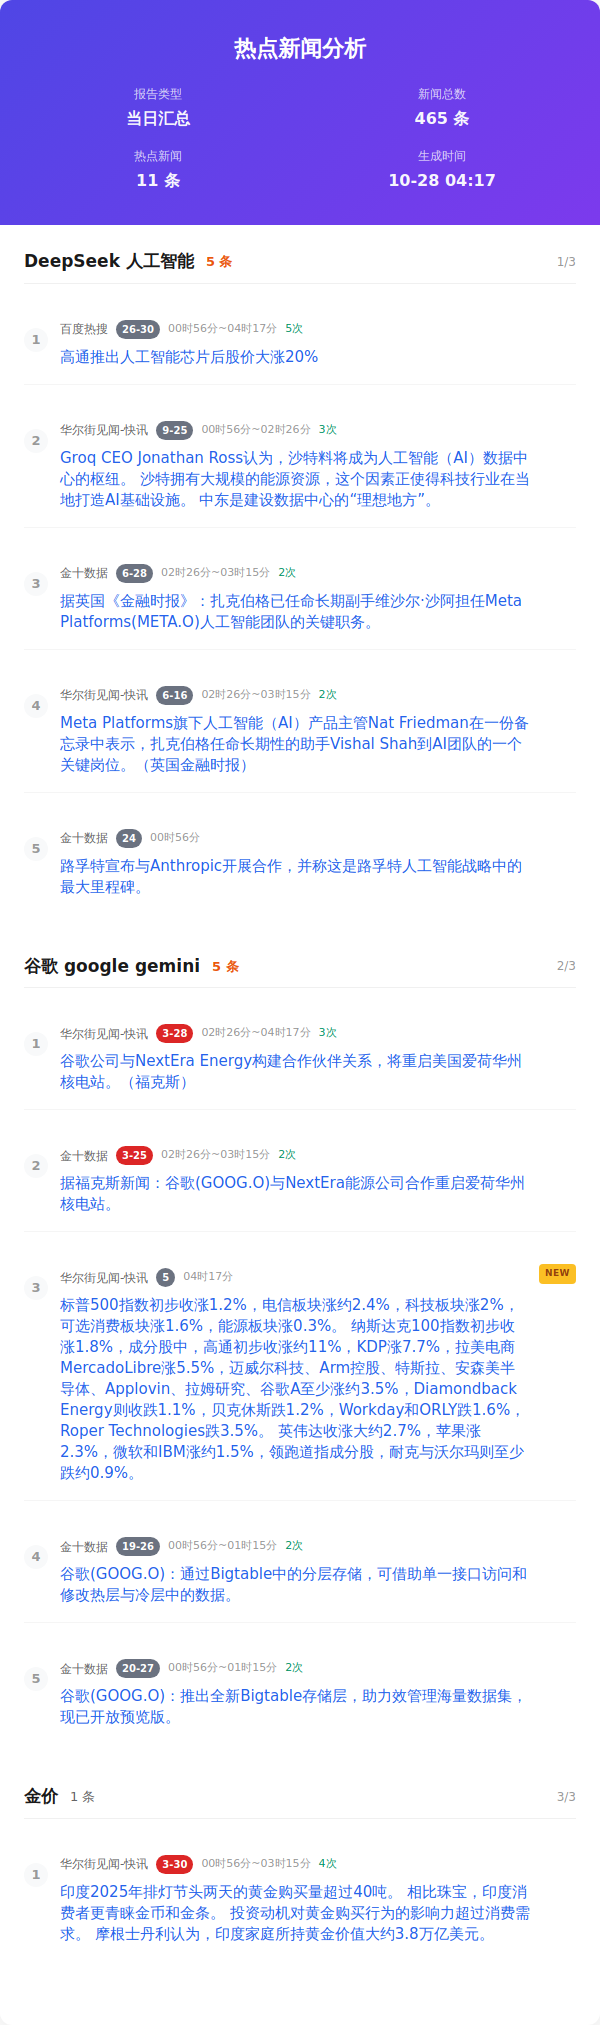 热点新闻分析
报告类型
新闻总数
当日汇总
465 条
热点新闻
生成时间
11 条
10-28 04:17
DeepSeek 人工智能 5 条 1/3
1
百度热搜 26-30 00时56分~04时17分 5次
高通推出人工智能芯片后股价大涨20%
2
华尔街见闻-快讯 9-25 00时56分~02时26分 3次
Groq CEO Jonathan Ross认为，沙特料将成为人工智能（AI）数据中
心的枢纽。 沙特拥有大规模的能源资源，这个因素正使得科技行业在当
地打造AI基础设施。 中东是建设数据中心的“理想地方”。
3
金十数据 6-28 02时26分~03时15分 2次
据英国《金融时报》：扎克伯格已任命长期副手维沙尔·沙阿担任Meta
Platforms(META.O)人工智能团队的关键职务。
4
华尔街见闻-快讯 6-16 02时26分~03时15分 2次
Meta Platforms旗下人工智能（AI）产品主管Nat Friedman在一份备
忘录中表示，扎克伯格任命长期性的助手Vishal Shah到AI团队的一个
关键岗位。（英国金融时报）
5
金十数据 24 00时56分
路孚特宣布与Anthropic开展合作，并称这是路孚特人工智能战略中的
最大里程碑。
谷歌 google gemini 5 条 2/3
1
华尔街见闻-快讯 3-28 02时26分~04时17分 3次
谷歌公司与NextEra Energy构建合作伙伴关系，将重启美国爱荷华州
核电站。（福克斯）
2
金十数据 3-25 02时26分~03时15分 2次
据福克斯新闻：谷歌(GOOG.O)与NextEra能源公司合作重启爱荷华州
核电站。
3
华尔街见闻-快讯 5 04时17分 NEW
标普500指数初步收涨1.2%，电信板块涨约2.4%，科技板块涨2%，
可选消费板块涨1.6%，能源板块涨0.3%。 纳斯达克100指数初步收
涨1.8%，成分股中，高通初步收涨约11%，KDP涨7.7%，拉美电商
MercadoLibre涨5.5%，迈威尔科技、Arm控股、特斯拉、安森美半
导体、Applovin、拉姆研究、谷歌A至少涨约3.5%，Diamondback
Energy则收跌1.1%，贝克休斯跌1.2%，Workday和ORLY跌1.6%，
Roper Technologies跌3.5%。 英伟达收涨大约2.7%，苹果涨
2.3%，微软和IBM涨约1.5%，领跑道指成分股，耐克与沃尔玛则至少
跌约0.9%。
4
金十数据 19-26 00时56分~01时15分 2次
谷歌(GOOG.O)：通过Bigtable中的分层存储，可借助单一接口访问和
修改热层与冷层中的数据。
5
金十数据 20-27 00时56分~01时15分 2次
谷歌(GOOG.O)：推出全新Bigtable存储层，助力效管理海量数据集，
现已开放预览版。
金价 1 条 3/3
1
华尔街见闻-快讯 3-30 00时56分~03时15分 4次
印度2025年排灯节头两天的黄金购买量超过40吨。 相比珠宝，印度消
费者更青睐金币和金条。 投资动机对黄金购买行为的影响力超过消费需
求。 摩根士丹利认为，印度家庭所持黄金价值大约3.8万亿美元。